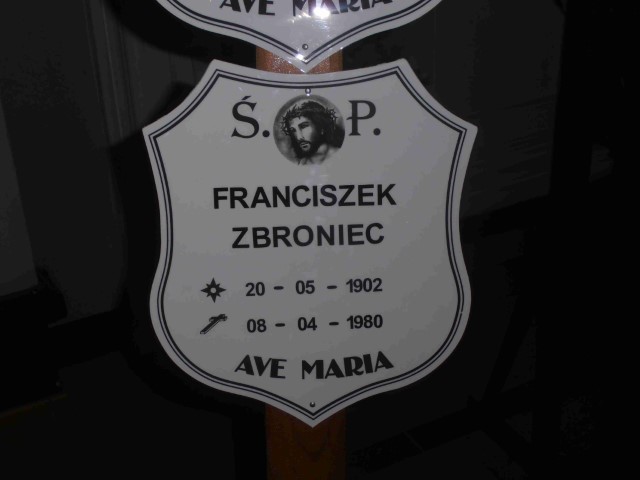 AVE MARIA
Ś. P.
FRANCISZEK
ZBRONIEC
20 - 05 - 1902
08 - 04 - 1980
AVE MARIA